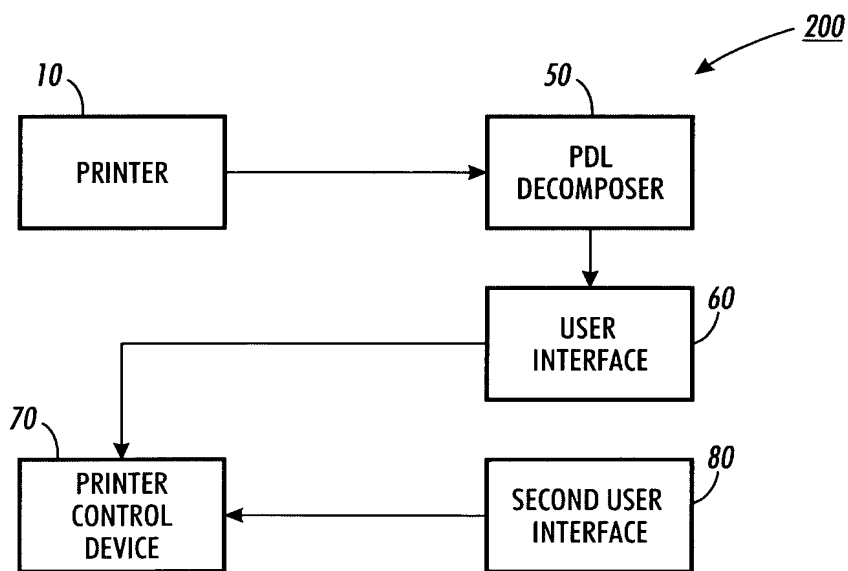 200
10
50
PRINTER
PDL
DECOMPOSER
60
USER
INTERFACE
70
80
PRINTER
CONTROL
DEVICE
SECOND USER
INTERFACE